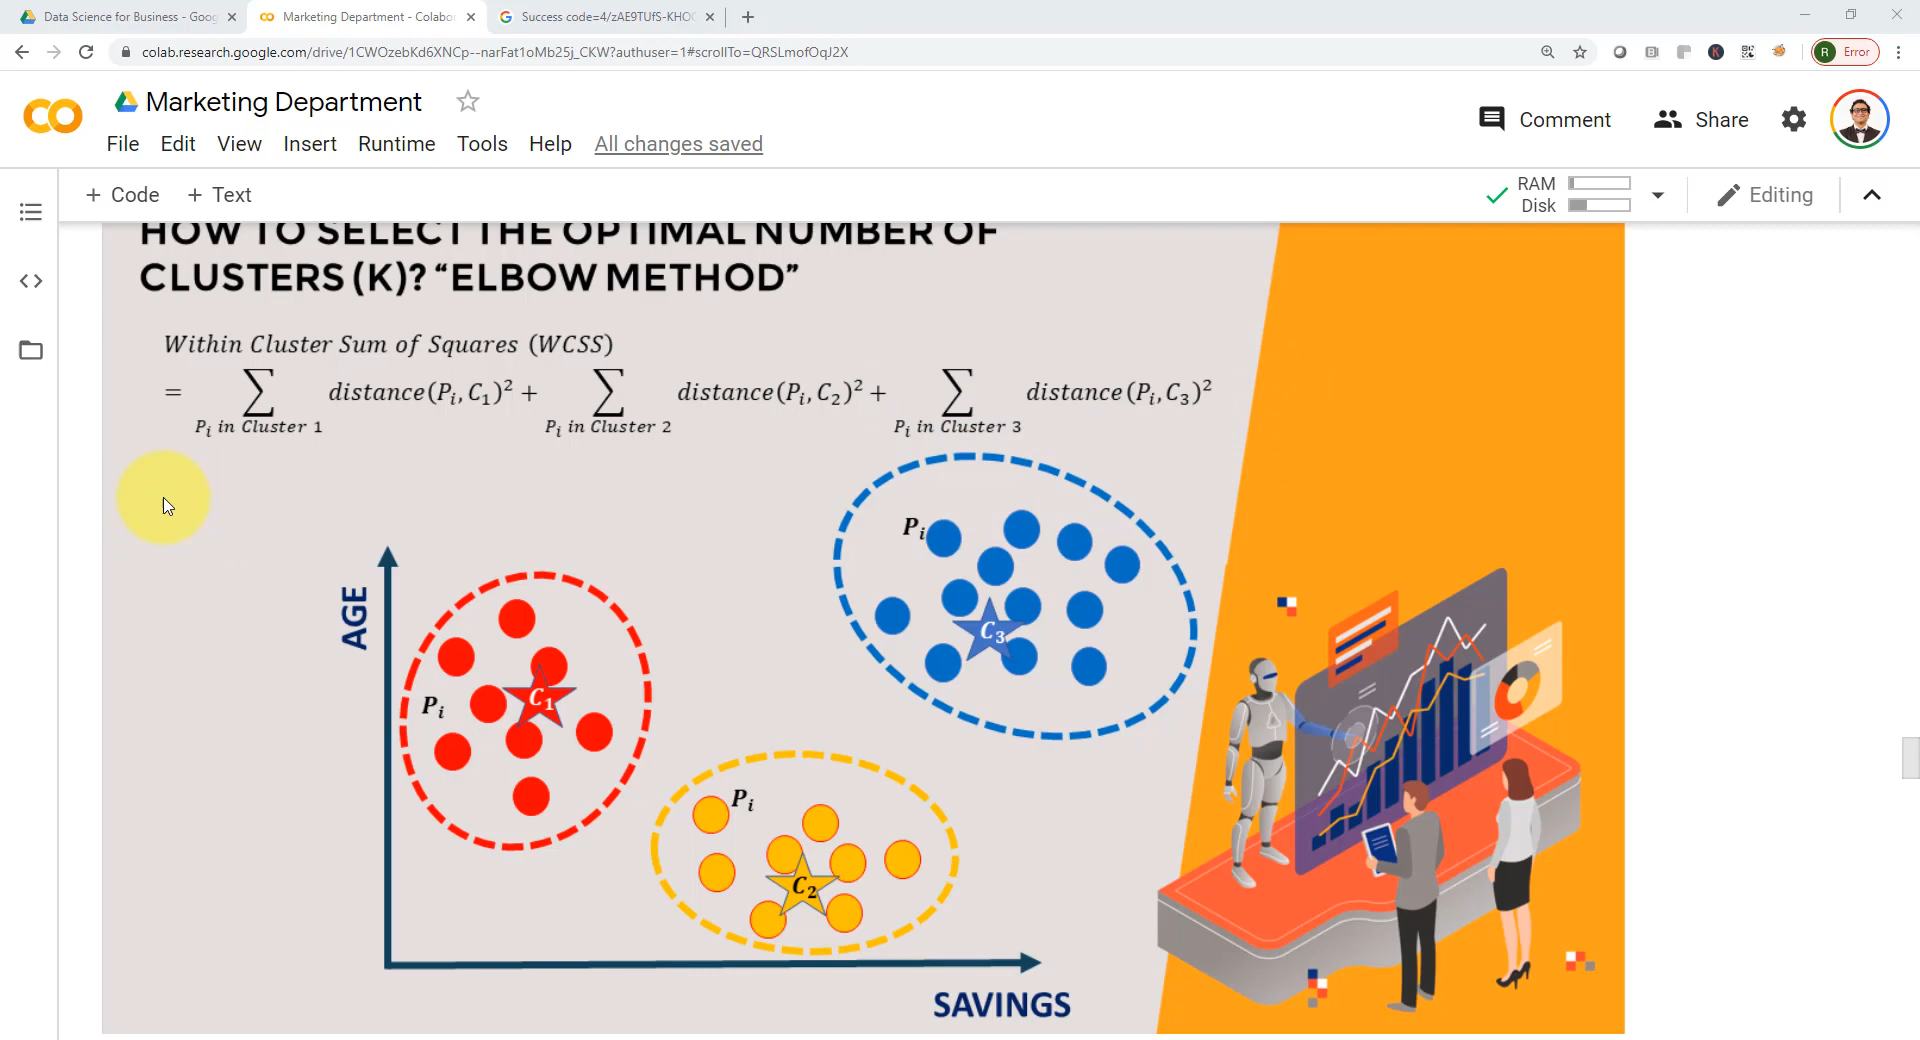 Data Science for Business - Goog
Marketing Department - Colabor
Success code=4/zAE9TUfS-KHOC
colab.research.google.com/drive/1CWOzebKd6XNCp--narFat1oMb25j_CKW?authuser=1#scrollTo=QRSLmofOqJ2X
R Error
Marketing Department
Comment
Share
File Edit View Insert Runtime Tools Help All changes saved
+ Code + Text
RAM
Disk
Editing
HOW TO SELECT THE OPTIMAL NUMBER OF
CLUSTERS (K)? “ELBOW METHOD”
Within Cluster Sum of Squares (WCSS)
= ∑ distance(Pᵢ, C₁)² + ∑ distance(Pᵢ, C₂)² + ∑ distance(Pᵢ, C₃)²
Pᵢ in Cluster 1 Pᵢ in Cluster 2 Pᵢ in Cluster 3
Pᵢ
AGE
C₃
C₁
Pᵢ
Pᵢ
C₂
SAVINGS